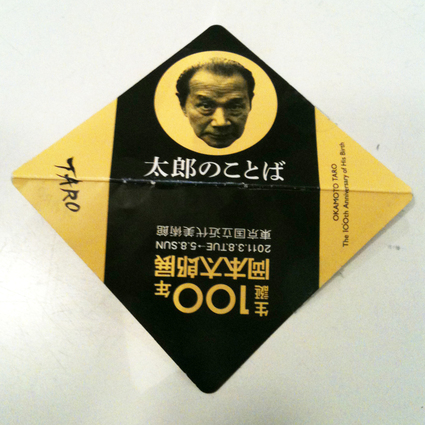 太郎のことば
TARO
OKAMOTO TARO
The 100th Anniversary of His Birth
生誕100年
岡本太郎展
2011.3.8.TUE→5.8.SUN
東京国立近代美術館